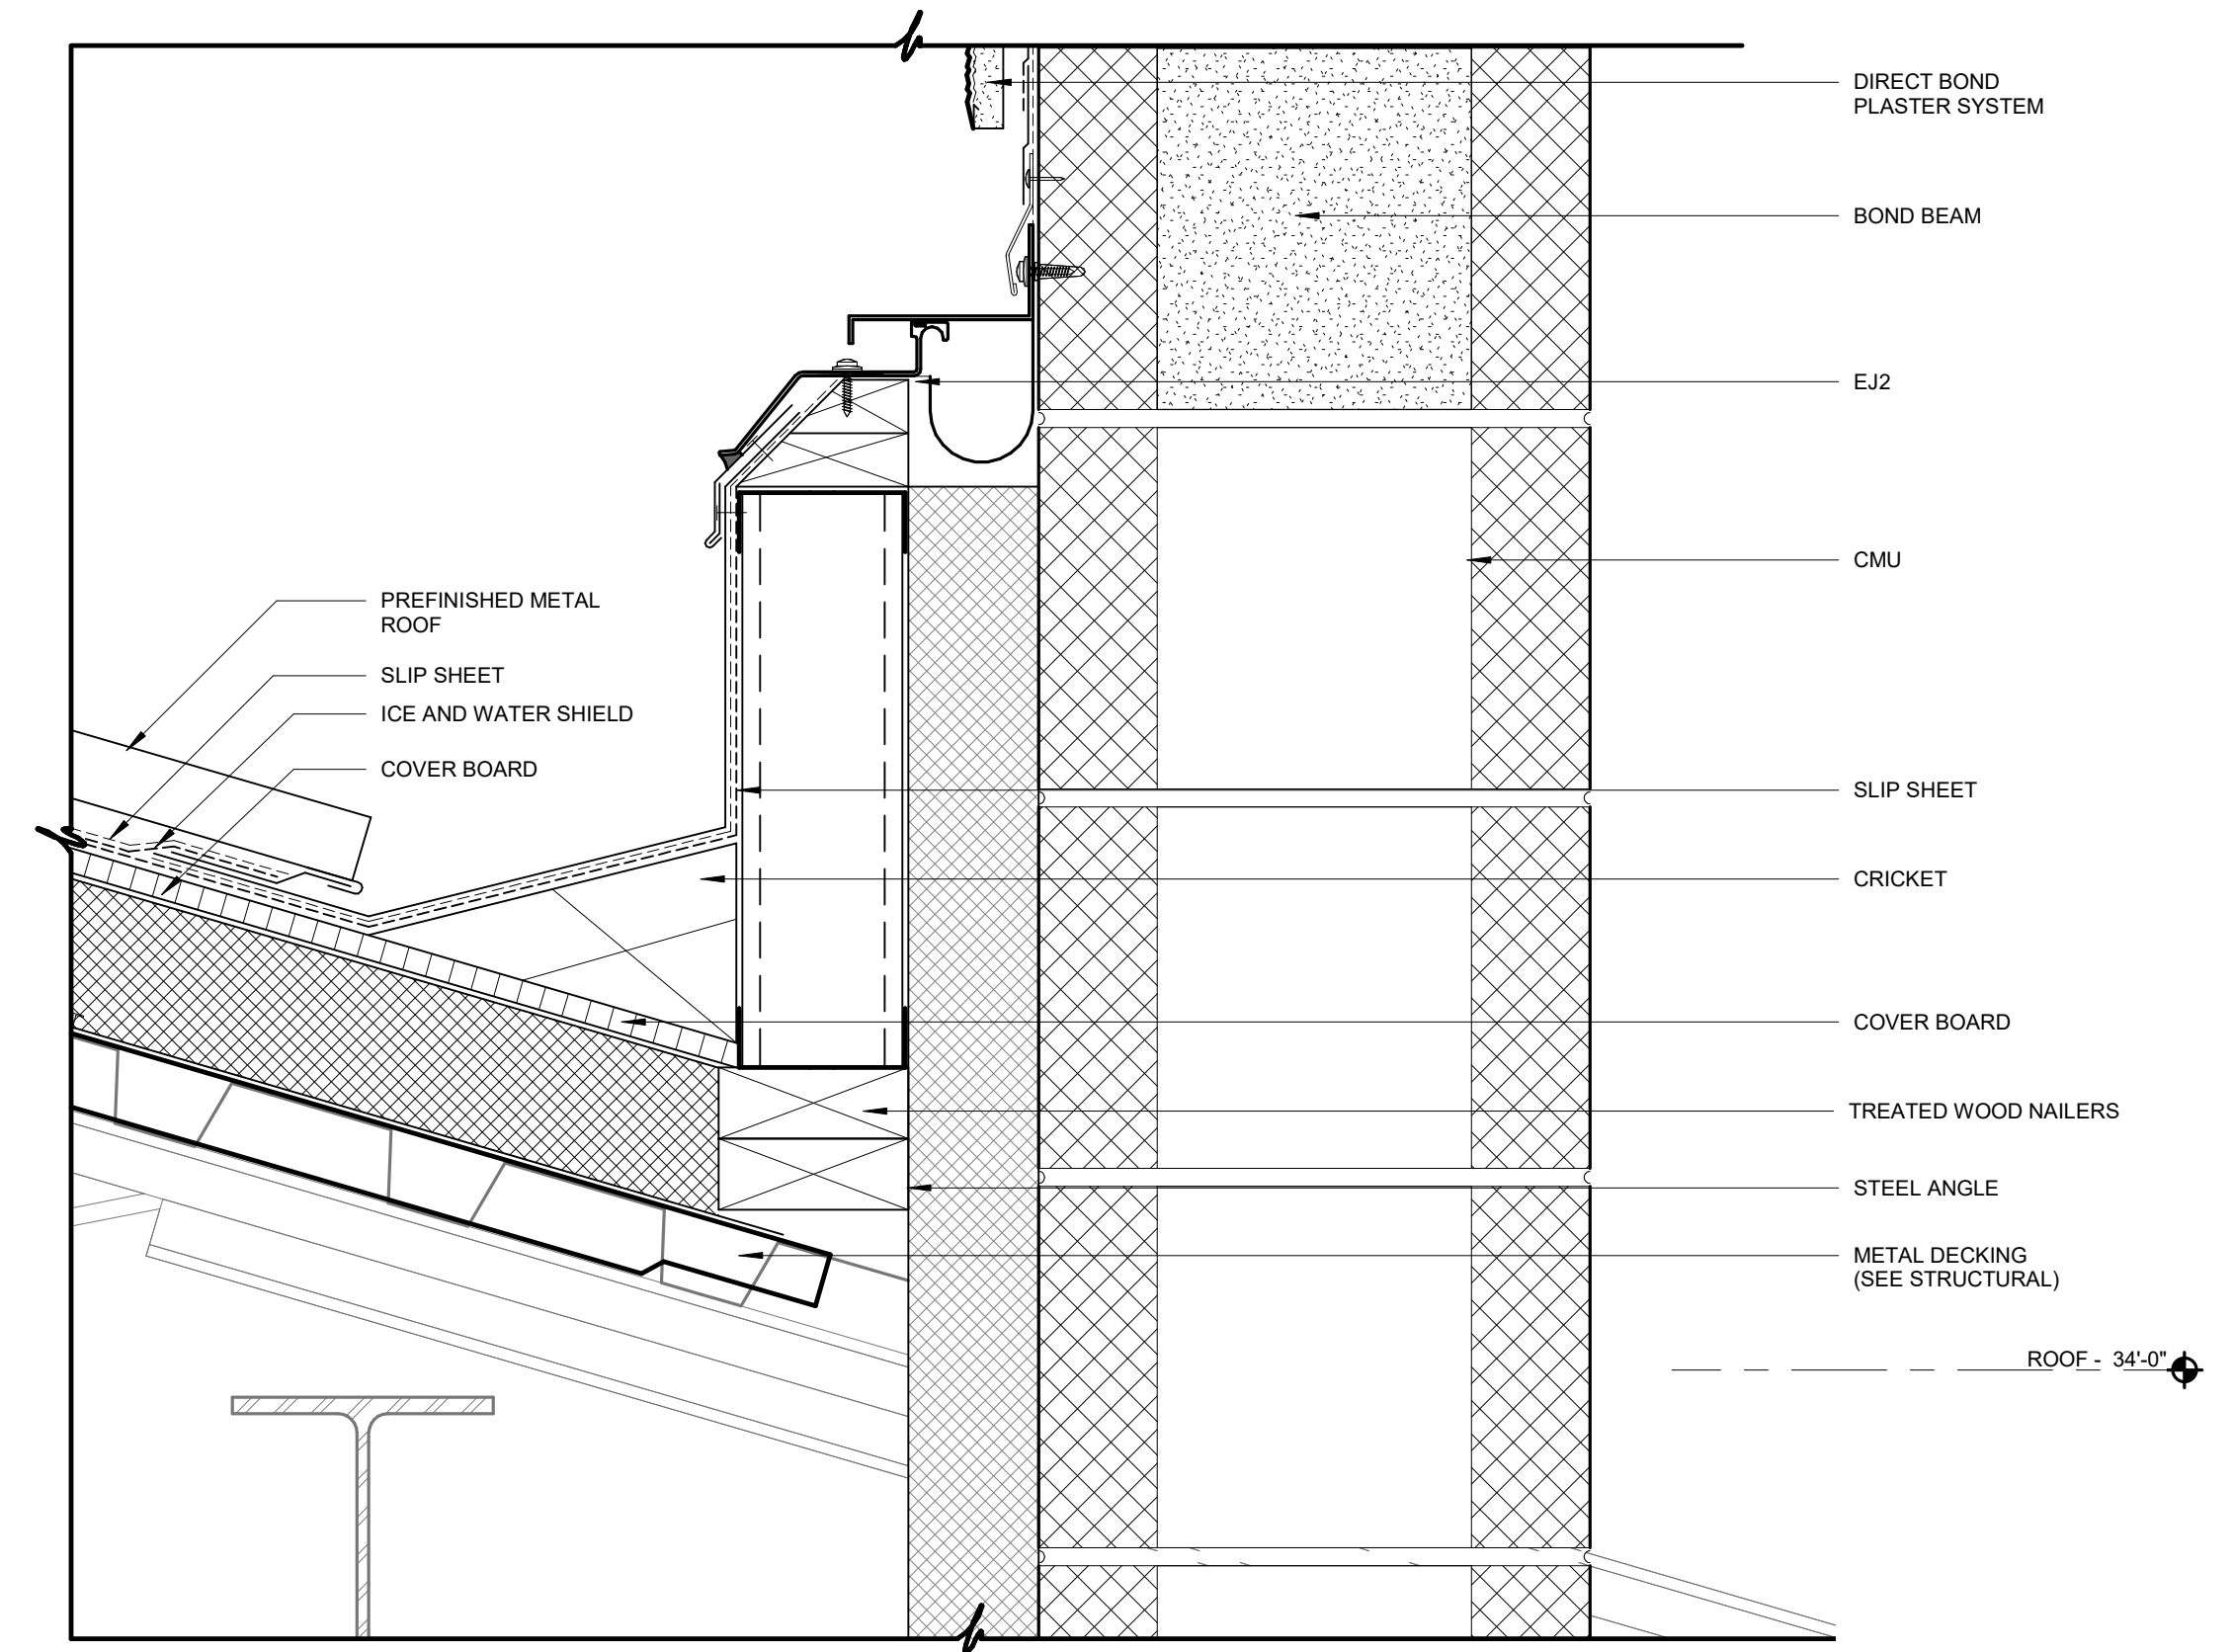 DIRECT BOND
PLASTER SYSTEM
BOND BEAM
EJ2
CMU
PREFINISHED METAL
ROOF
SLIP SHEET
ICE AND WATER SHIELD
COVER BOARD
SLIP SHEET
CRICKET
COVER BOARD
TREATED WOOD NAILERS
STEEL ANGLE
METAL DECKING
(SEE STRUCTURAL)
ROOF - 34'-0"